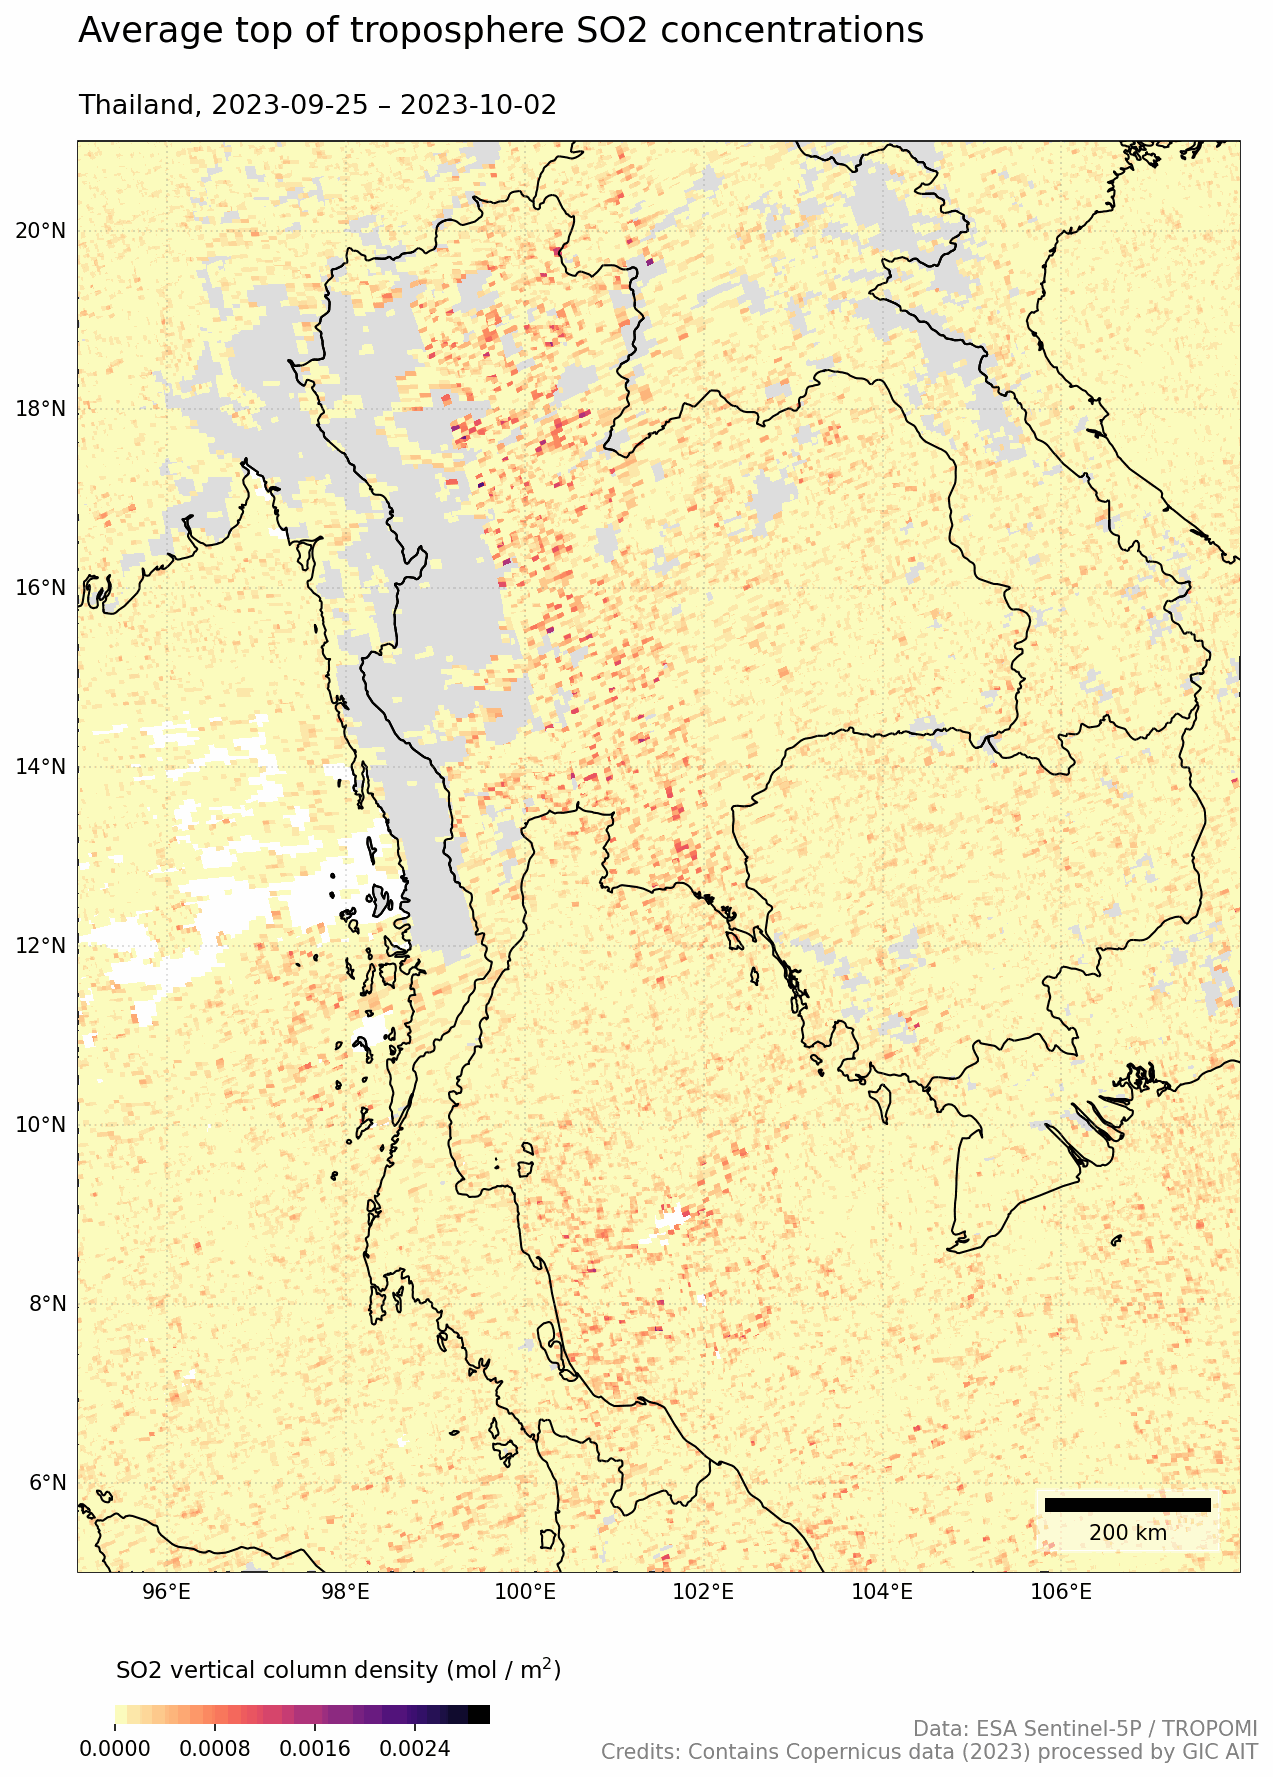 Average top of troposphere SO2 concentrations
Thailand, 2023-09-25 – 2023-10-02
20°N
18°N
16°N
14°N
12°N
10°N
8°N
6°N
200 km
96°E 98°E 100°E 102°E 104°E 106°E
SO2 vertical column density (mol / m²)
0.0000 0.0008 0.0016 0.0024
Data: ESA Sentinel-5P / TROPOMI
Credits: Contains Copernicus data (2023) processed by GIC AIT